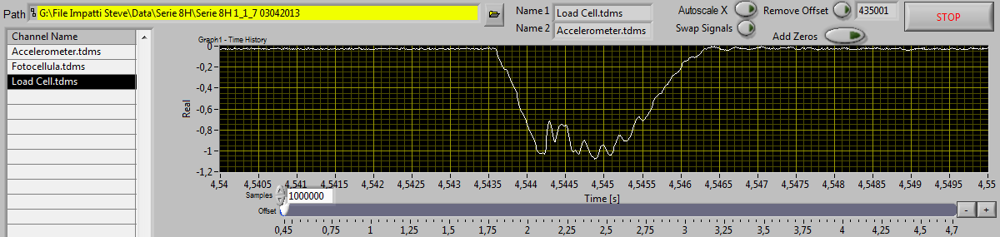 Path G:\File Impatti Steve\Data\Serie 8H\Serie 8H 1_1_7 03042013
Name 1 Load Cell.tdms
Name 2 Accelerometer.tdms
Autoscale X
Swap Signals
Remove Offset 435001
Add Zeros
STOP
Channel Name
Accelerometer.tdms
Fotocellula.tdms
Load Cell.tdms
Graph1 - Time History
Real
0
-0,2
-0,4
-0,6
-0,8
-1
-1,2
4,54 4,5405 4,541 4,5415 4,542 4,5425 4,543 4,5435 4,544 4,5445 4,545 4,5455 4,546 4,5465 4,547 4,5475 4,548 4,5485 4,549 4,5495 4,55
Time [s]
Samples 1000000
Offset
- +
0,45 0,75 1 1,25 1,5 1,75 2 2,25 2,5 2,75 3 3,25 3,5 3,75 4 4,25 4,5 4,7